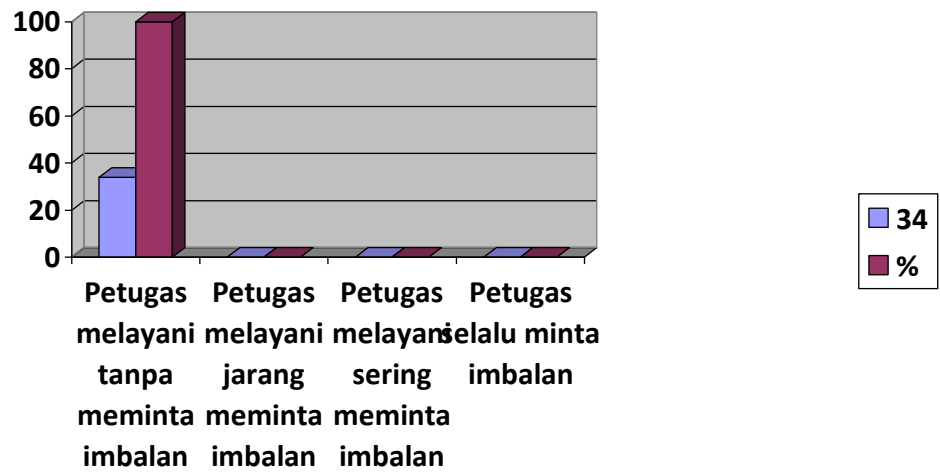 100
80
60
40
20
0
Petugas melayani tanpa meminta imbalan
Petugas melayani jarang meminta imbalan
Petugas melayani sering meminta imbalan
Petugas selalu minta imbalan
34
%